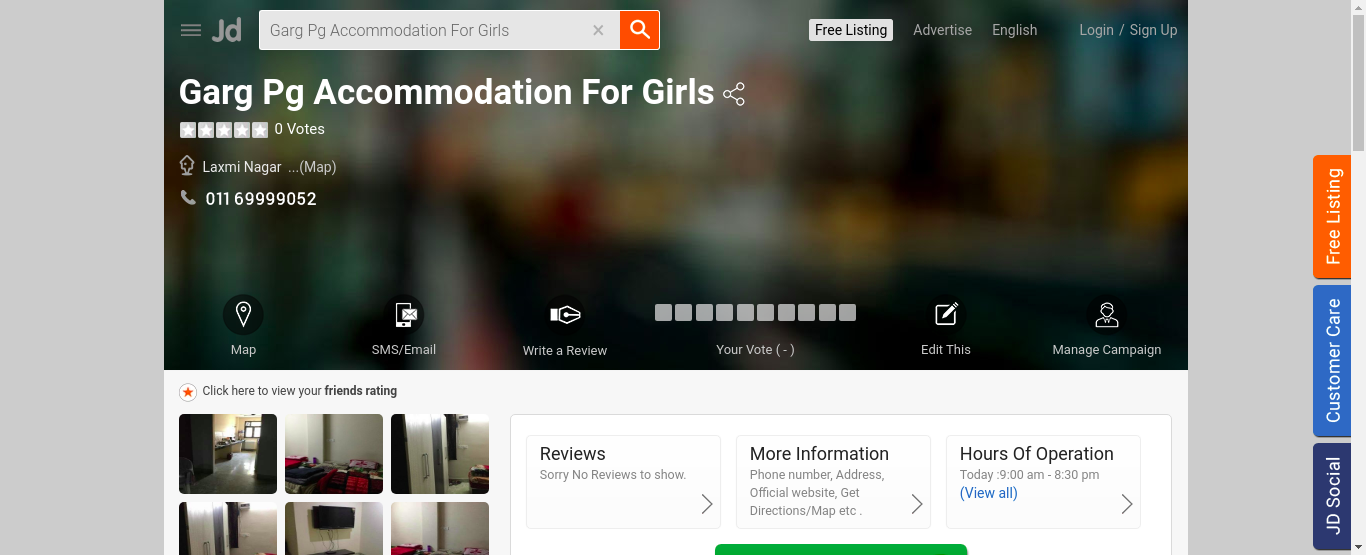 Jd
Garg Pg Accommodation For Girls
Free Listing
Advertise
English
Login / Sign Up
Garg Pg Accommodation For Girls
0 Votes
Laxmi Nagar ...(Map)
011 69999052
Map
SMS/Email
Write a Review
Your Vote ( - )
Edit This
Manage Campaign
Free Listing
Customer Care
JD Social
Click here to view your friends rating
Reviews
Sorry No Reviews to show.
More Information
Phone number, Address,
Official website, Get
Directions/Map etc .
Hours Of Operation
Today :9:00 am - 8:30 pm
(View all)